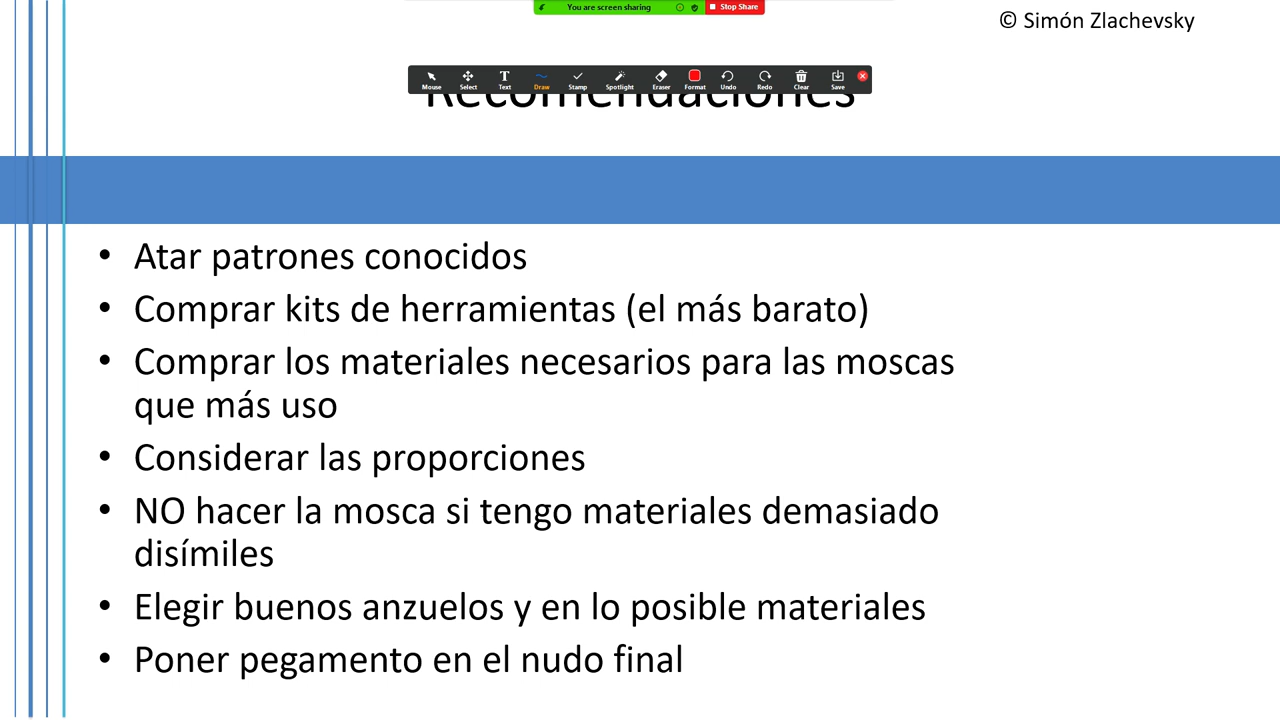 You are screen sharing
Stop Share
© Simón Zlachevsky
Mouse Select Text Draw Stamp Spotlight Eraser Format Undo Redo Clear Save
Recomendaciones
• Atar patrones conocidos
• Comprar kits de herramientas (el más barato)
• Comprar los materiales necesarios para las moscas
que más uso
• Considerar las proporciones
• NO hacer la mosca si tengo materiales demasiado
disímiles
• Elegir buenos anzuelos y en lo posible materiales
• Poner pegamento en el nudo final